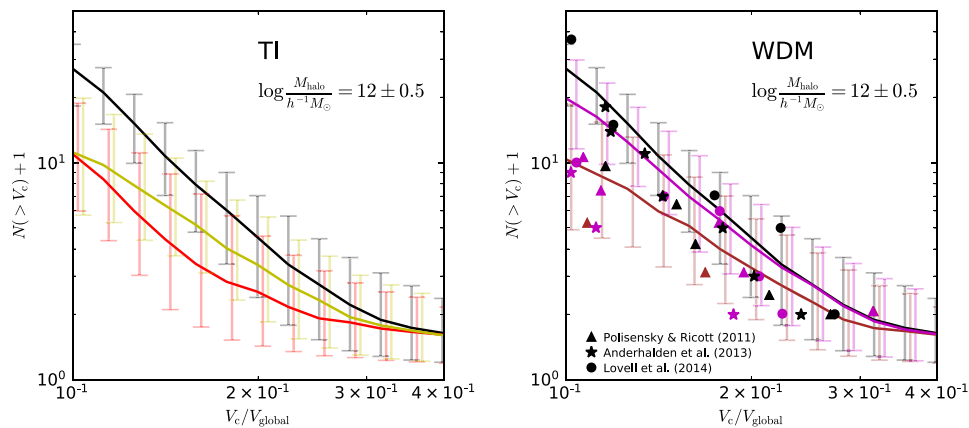 TI
log M_halo / h^{-1}M_⊙ = 12 ± 0.5
N(> V_c) + 1
10^1
10^0
10^{-1}
2 × 10^{-1}
3 × 10^{-1}
4 × 10^{-1}
V_c/V_global
WDM
log M_halo / h^{-1}M_⊙ = 12 ± 0.5
N(> V_c) + 1
10^1
10^0
Polisensky & Ricott (2011)
Anderhalden et al. (2013)
Lovell et al. (2014)
10^{-1}
2 × 10^{-1}
3 × 10^{-1}
4 × 10^{-1}
V_c/V_global